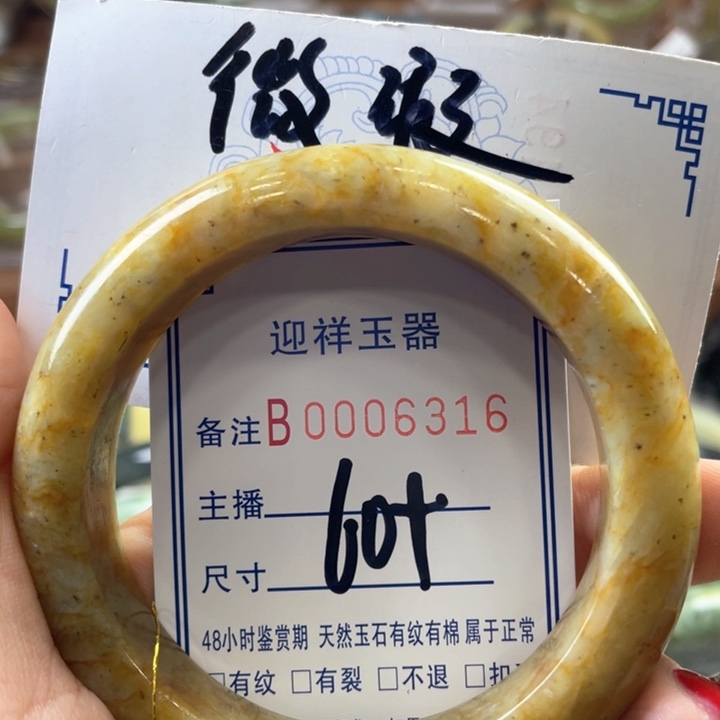 微瑕
迎祥玉器
备注B0006316
主播
尺寸 60+
48小时鉴赏期 天然玉石有纹有棉 属于正常
□有纹 □有裂 □不退 □扣